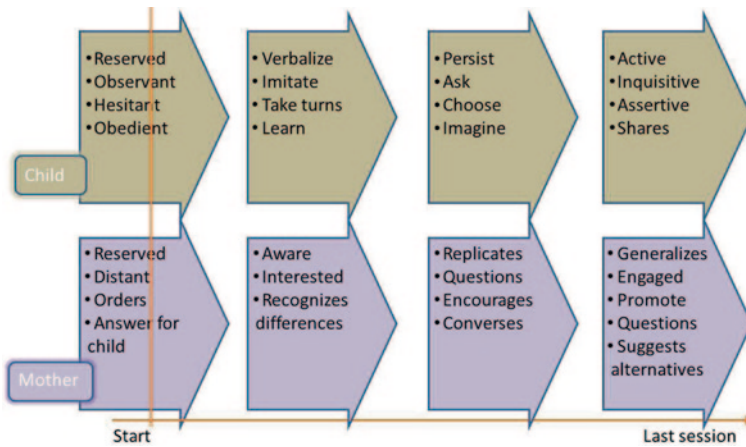 • Reserved
• Observant
• Hesitant
• Obedient
• Verbalize
• Imitate
• Take turns
• Learn
• Persist
• Ask
• Choose
• Imagine
• Active
• Inquisitive
• Assertive
• Shares
Child
• Reserved
• Distant
• Orders
• Answer for
child
• Aware
• Interested
• Recognizes
differences
• Replicates
• Questions
• Encourages
• Converses
• Generalizes
• Engaged
• Promote
• Questions
• Suggests
alternatives
Mother
Start
Last session